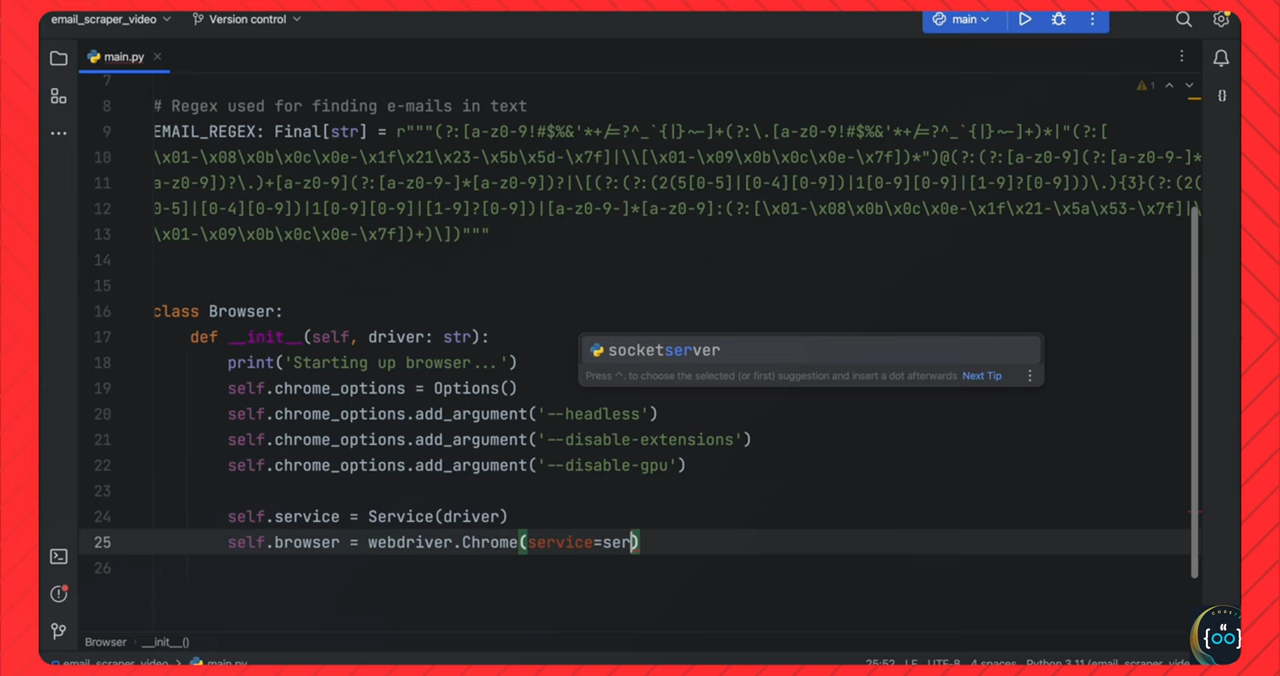 email_scraper_video
Version control
main
main.py
7
8 # Regex used for finding e-mails in text
9 EMAIL_REGEX: Final[str] = r"""(?:[a-z0-9!#$%&'*+/=?^_`{|}~-]+(?:\.[a-z0-9!#$%&'*+/=?^_`{|}~-]+)*|"(?:[
10 \x01-\x08\x0b\x0c\x0e-\x1f\x21\x23-\x5b\x5d-\x7f]|\\[\x01-\x09\x0b\x0c\x0e-\x7f])*")@(?:(?:[a-z0-9](?:[a-z0-9-]*
11 [a-z0-9])?\.)+[a-z0-9](?:[a-z0-9-]*[a-z0-9])?|\[(?:(?:(2(5[0-5]|[0-4][0-9])|1[0-9][0-9]|[1-9]?[0-9]))\.){3}(?:(2(
12 [0-5]|[0-4][0-9])|1[0-9][0-9]|[1-9]?[0-9])|[a-z0-9-]*[a-z0-9]:(?:[\x01-\x08\x0b\x0c\x0e-\x1f\x21-\x5a\x53-\x7f]|\
13 \x01-\x09\x0b\x0c\x0e-\x7f])+)\])"""
14
15
16 class Browser:
17 def __init__(self, driver: str):
18 print('Starting up browser...')
19 self.chrome_options = Options()
20 self.chrome_options.add_argument('--headless')
21 self.chrome_options.add_argument('--disable-extensions')
22 self.chrome_options.add_argument('--disable-gpu')
23
24 self.service = Service(driver)
25 self.browser = webdriver.Chrome(service=ser)
26
1
socketserver
Press ^. to choose the selected (or first) suggestion and insert a dot afterwards Next Tip
Browser › __init__()
email_scraper_video › main.py
25:52 LF UTF-8 4 spaces Python 3.11 (email_scraper_vide